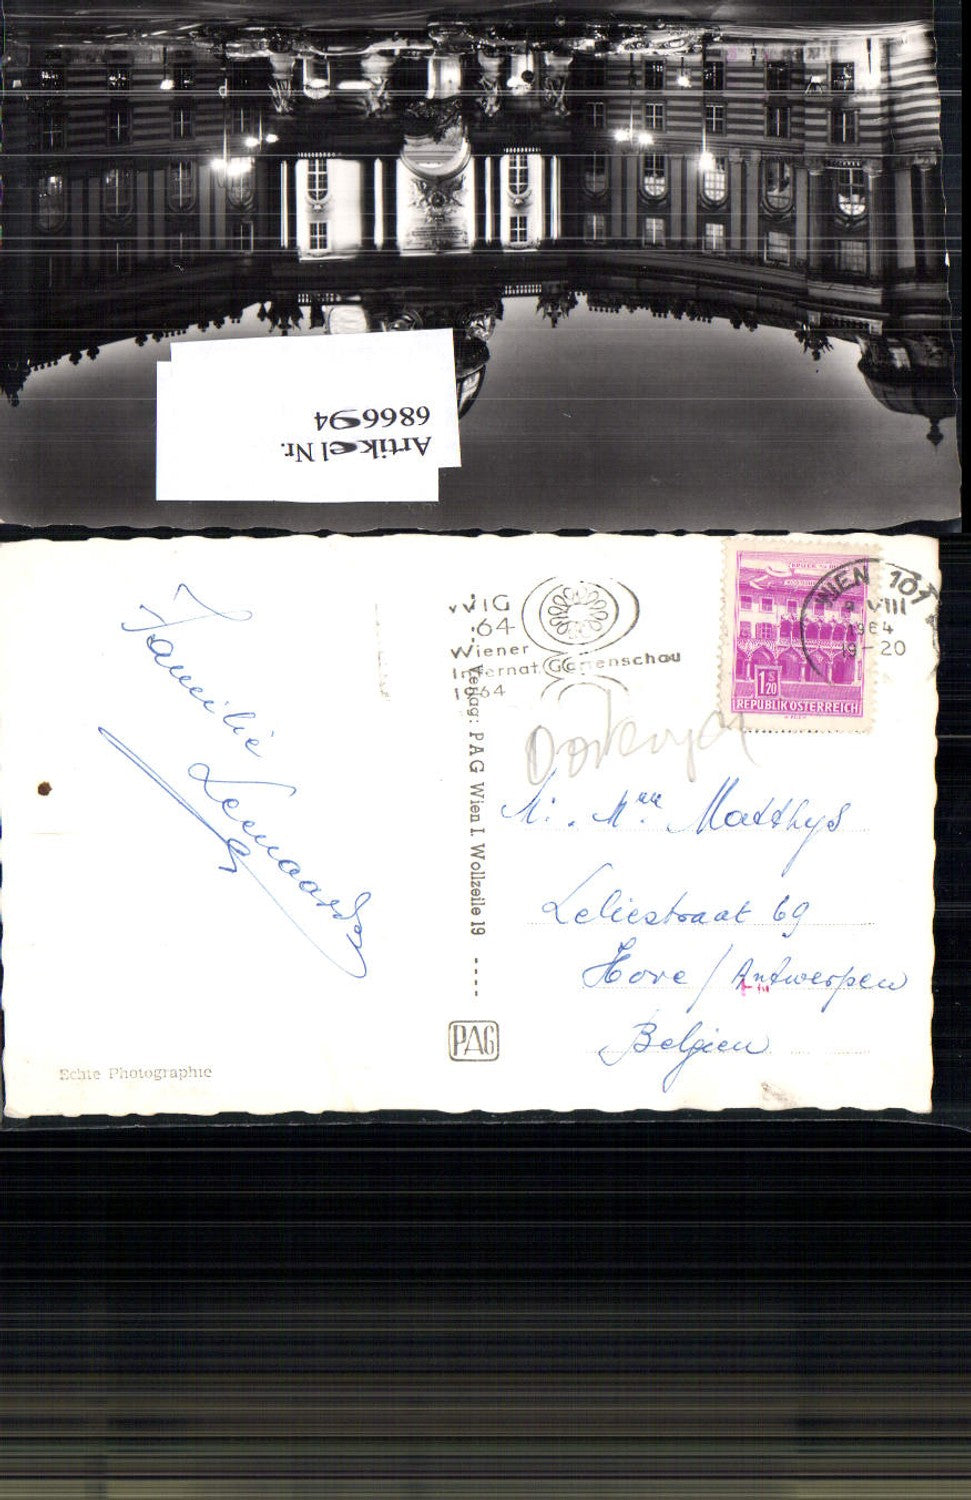 Artikel Nr.
686694
WIG
64
Wiener
Internat. Gartenschau
1964
WIEN 101
VIII
1964
19-20
1 S 20
REPUBLIK ÖSTERREICH
Familie
Leenaards
Verlag: PAG Wien I. Wollzeile 19
M. Mme Matthys
Leliestraat 69
Hove / Antwerpen
Belgien
PAG
Echte Photographie